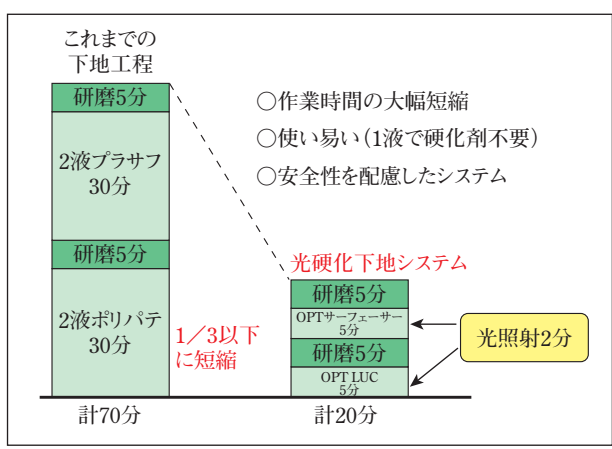 これまでの
下地工程
研磨5分
2液プラサフ
30分
研磨5分
2液ポリパテ
30分
計70分
1／3以下
に短縮
○作業時間の大幅短縮
○使い易い（1液で硬化剤不要）
○安全性を配慮したシステム
光硬化下地システム
研磨5分
OPTサーフェーサー
5分
研磨5分
OPT LUC
5分
計20分
光照射2分